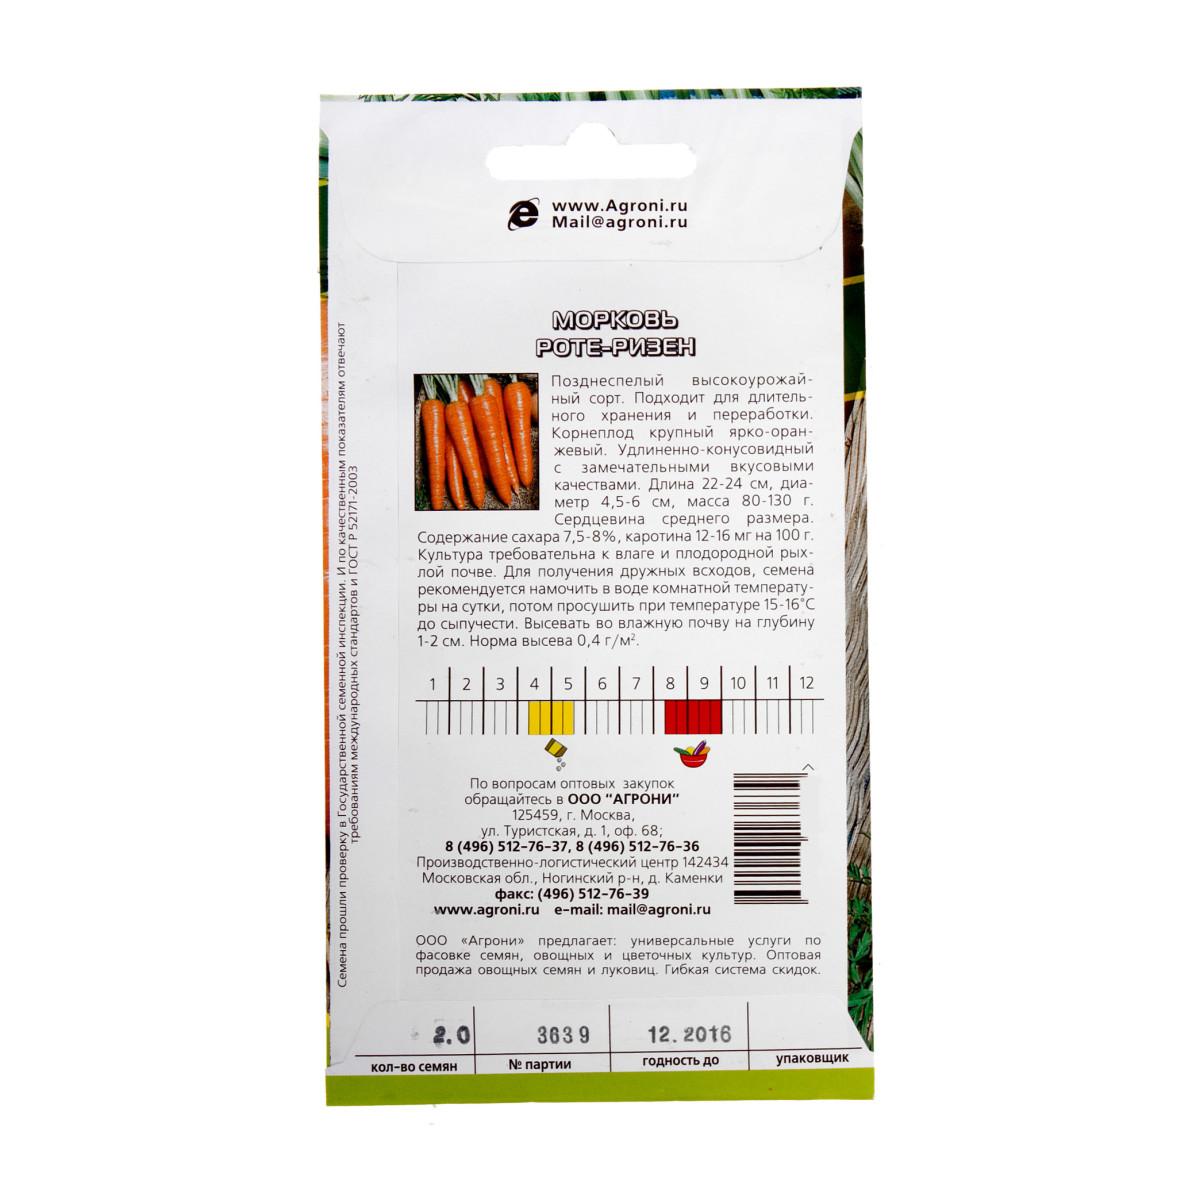 www.Agroni.ru
Mail@agroni.ru
МОРКОВЬ
РОТЕ-РИЗЕН
Позднеспелый высокоурожай-
ный сорт. Подходит для длитель-
ного хранения и переработки.
Корнеплод крупный ярко-оран-
жевый. Удлиненно-конусовидный
с замечательными вкусовыми
качествами. Длина 22-24 см, диа-
метр 4,5-6 см, масса 80-130 г.
Сердцевина среднего размера.
Содержание сахара 7,5-8%, каротина 12-16 мг на 100 г.
Культура требовательна к влаге и плодородной рых-
лой почве. Для получения дружных всходов, семена
рекомендуется намочить в воде комнатной температу-
ры на сутки, потом просушить при температуре 15-16°С
до сыпучести. Высевать во влажную почву на глубину
1-2 см. Норма высева 0,4 г/м².
1 2 3 4 5 6 7 8 9 10 11 12
По вопросам оптовых закупок
обращайтесь в ООО "АГРОНИ"
125459, г. Москва,
ул. Туристская, д. 1, оф. 68;
8 (496) 512-76-37, 8 (496) 512-76-36
Производственно-логистический центр 142434
Московская обл., Ногинский р-н, д. Каменки
факс: (496) 512-76-39
www.agroni.ru e-mail: mail@agroni.ru
ООО «Агрони» предлагает: универсальные услуги по
фасовке семян, овощных и цветочных культур. Оптовая
продажа овощных семян и луковиц. Гибкая система скидок.
2.0 3639 12.2016
кол-во семян № партии годность до упаковщик
Семена прошли проверку в Государственной семенной инспекции. И по качественным показателям отвечают
требованиям международных стандартов и ГОСТ Р 52171-2003